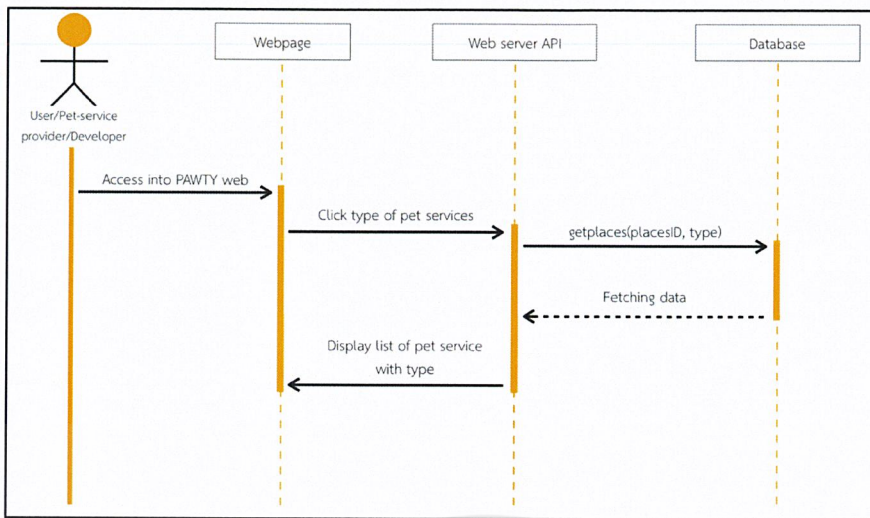 Webpage
Web server API
Database
User/Pet-service
provider/Developer
Access into PAWTY web
Click type of pet services
getplaces(placesID, type)
Fetching data
Display list of pet service
with type